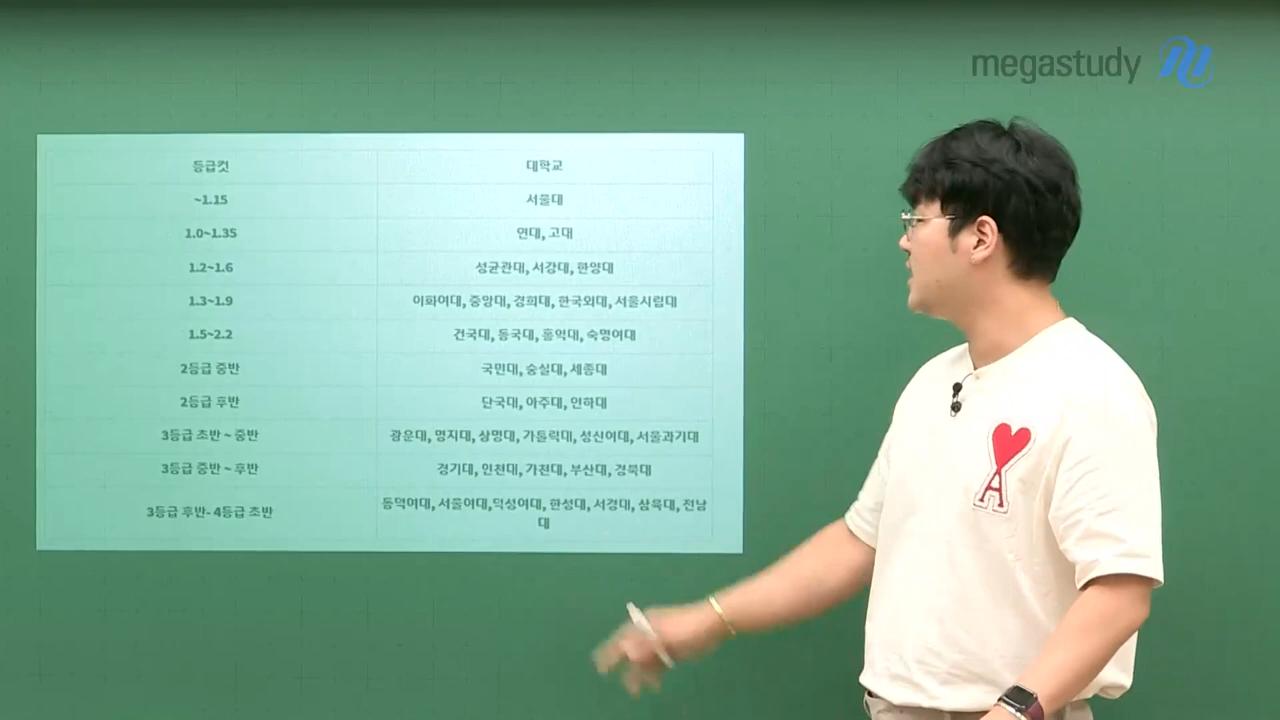 megastudy
등급컷 대학교
~1.15 서울대
1.0~1.35 연대, 고대
1.2~1.6 성균관대, 서강대, 한양대
1.3~1.9 이화여대, 중앙대, 경희대, 한국외대, 서울시립대
1.5~2.2 건국대, 동국대, 홍익대, 숙명여대
2등급 중반 국민대, 숭실대, 세종대
2등급 후반 단국대, 아주대, 인하대
3등급 초반 ~ 중반 광운대, 명지대, 상명대, 가톨릭대, 성신여대, 서울과기대
3등급 중반 ~ 후반 경기대, 인천대, 가천대, 부산대, 경북대
3등급 후반- 4등급 초반 동덕여대, 서울여대,덕성여대, 한성대, 서경대, 삼육대, 전남
대
A